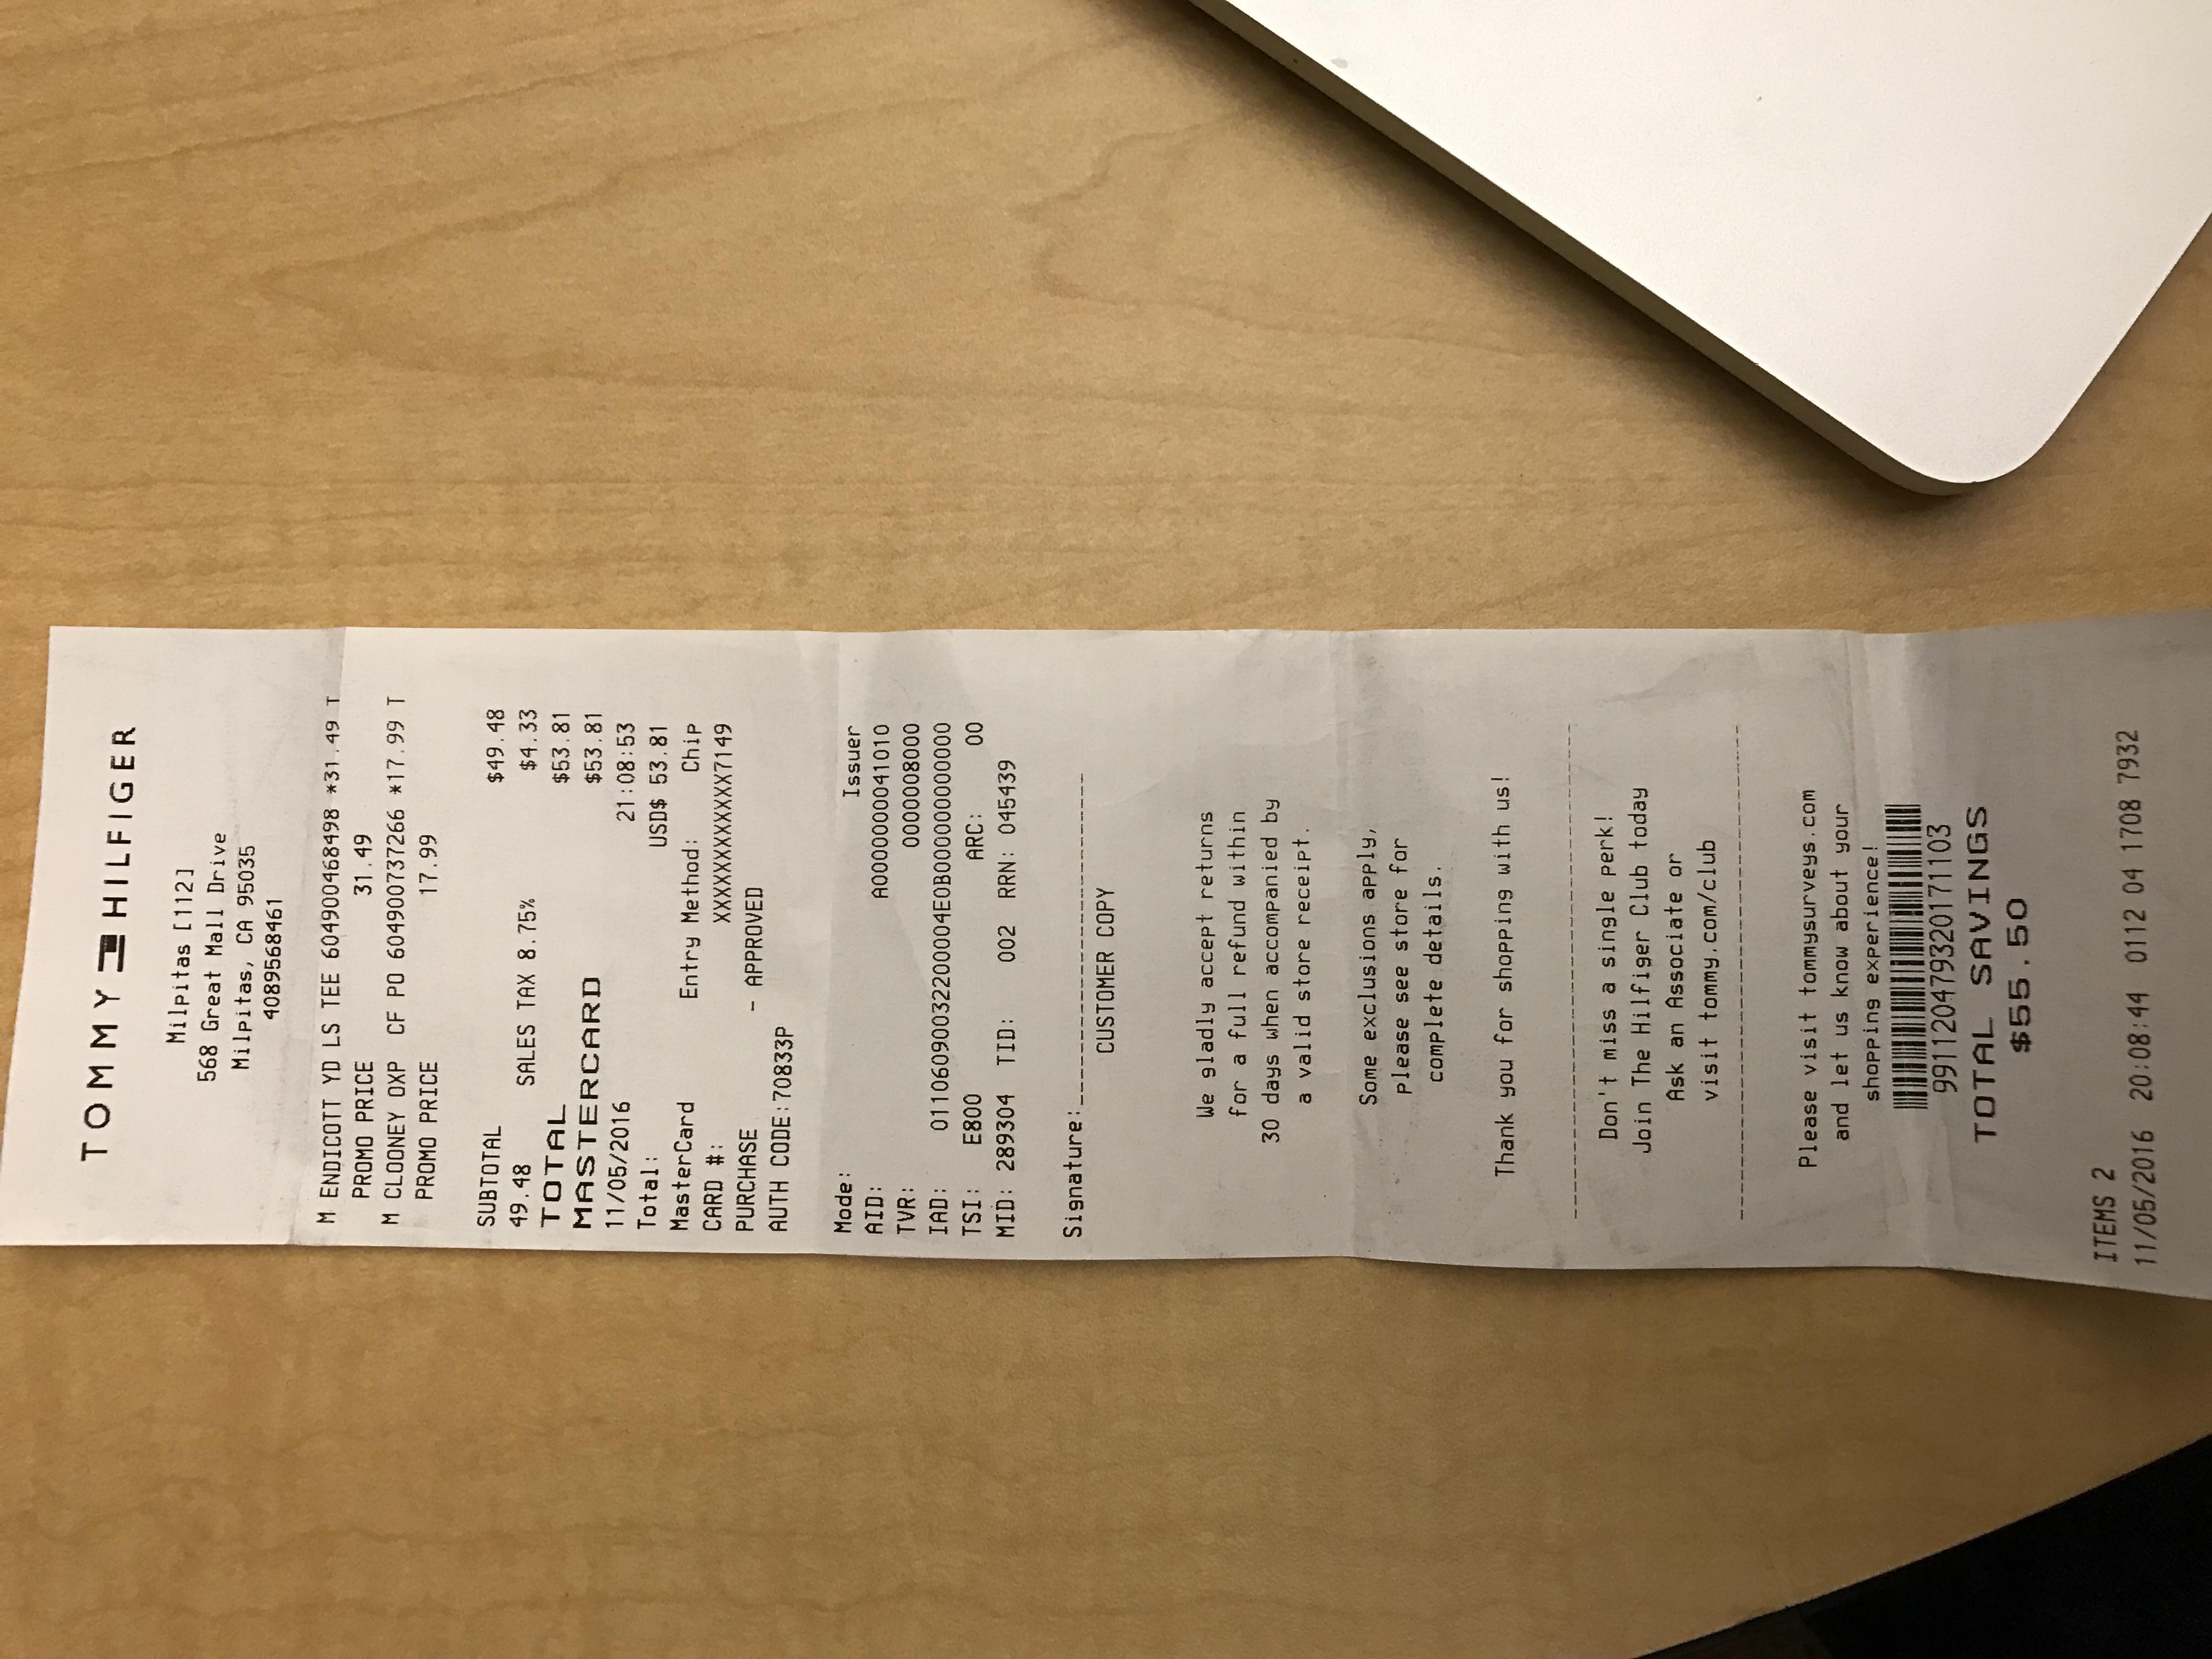 TOMMY HILFIGER
Milpitas [112]
568 Great Mall Drive
Milpitas, CA 95035
4089568461
M ENDICOTT YD LS TEE 604900468498 *31.49 T
PROMO PRICE 31.49
M CLOONEY OXP CF PO 604900737266 *17.99 T
PROMO PRICE 17.99
SUBTOTAL $49.48
49.48 SALES TAX 8.75% $4.33
TOTAL $53.81
MASTERCARD $53.81
11/05/2016 21:08:53
Total: USD$ 53.81
MasterCard Entry Method: Chip
CARD #: XXXXXXXXXXXX7149
PURCHASE - APPROVED
AUTH CODE:70833P
Mode: Issuer
AID: A0000000041010
TVR: 0000008000
IAD: 01106090032200004E0B000000000000
TSI: E800 ARC: 00
MID: 289304 TID: 002 RRN: 045439
Signature:__________________________
CUSTOMER COPY
We gladly accept returns
for a full refund within
30 days when accompanied by
a valid store receipt.
Some exclusions apply,
please see store for
complete details.
Thank you for shopping with us!
--------------------------------------
Don't miss a single perk!
Join The Hilfiger Club today
Ask an Associate or
visit tommy.com/club
--------------------------------------
Please visit tommysurveys.com
and let us know about your
shopping experience!
991120479320171103
TOTAL SAVINGS
$55.50
ITEMS 2
11/05/2016 20:08:44 0112 04 1708 7932